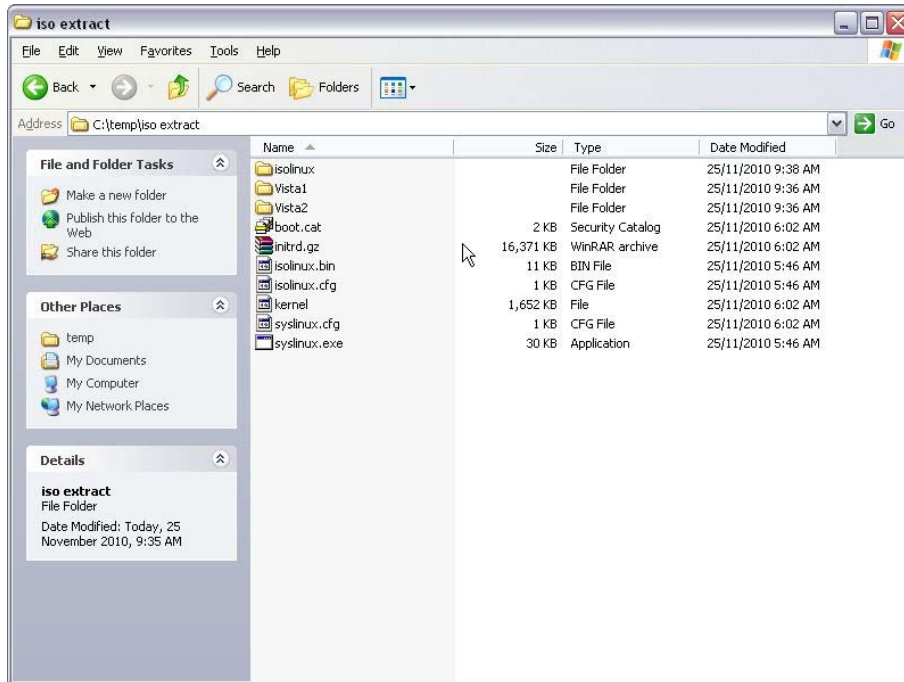 iso extract
File Edit View Favorites Tools Help
Back Search Folders
Address C:\temp\iso extract Go
File and Folder Tasks
Make a new folder
Publish this folder to the
Web
Share this folder
Other Places
temp
My Documents
My Computer
My Network Places
Details
iso extract
File Folder
Date Modified: Today, 25
November 2010, 9:35 AM
Name Size Type Date Modified
isolinux File Folder 25/11/2010 9:38 AM
Vista1 File Folder 25/11/2010 9:36 AM
Vista2 File Folder 25/11/2010 9:36 AM
boot.cat 2 KB Security Catalog 25/11/2010 6:02 AM
initrd.gz 16,371 KB WinRAR archive 25/11/2010 6:02 AM
isolinux.bin 11 KB BIN File 25/11/2010 5:46 AM
isolinux.cfg 1 KB CFG File 25/11/2010 5:46 AM
kernel 1,652 KB File 25/11/2010 6:02 AM
syslinux.cfg 1 KB CFG File 25/11/2010 6:02 AM
syslinux.exe 30 KB Application 25/11/2010 5:46 AM